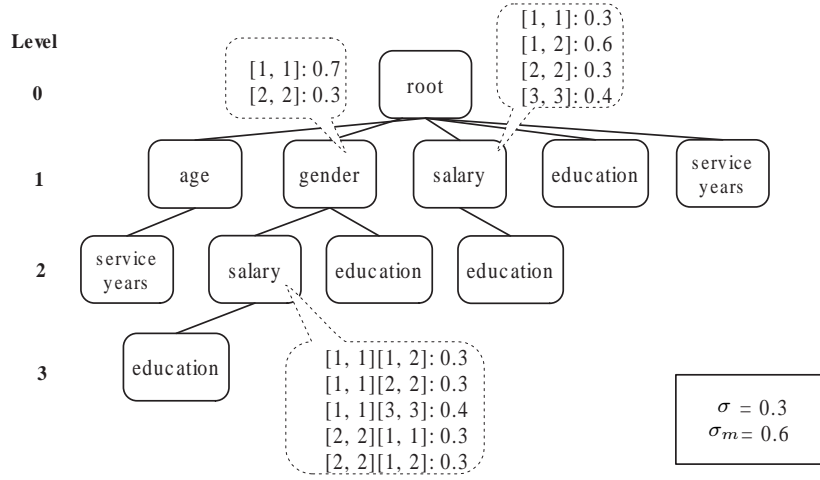 Level
0
1
2
3
[1, 1]: 0.7
[2, 2]: 0.3
root
[1, 1]: 0.3
[1, 2]: 0.6
[2, 2]: 0.3
[3, 3]: 0.4
age
gender
salary
education
service
years
service
years
salary
education
education
education
[1, 1][1, 2]: 0.3
[1, 1][2, 2]: 0.3
[1, 1][3, 3]: 0.4
[2, 2][1, 1]: 0.3
[2, 2][1, 2]: 0.3
σ = 0.3
σm = 0.6